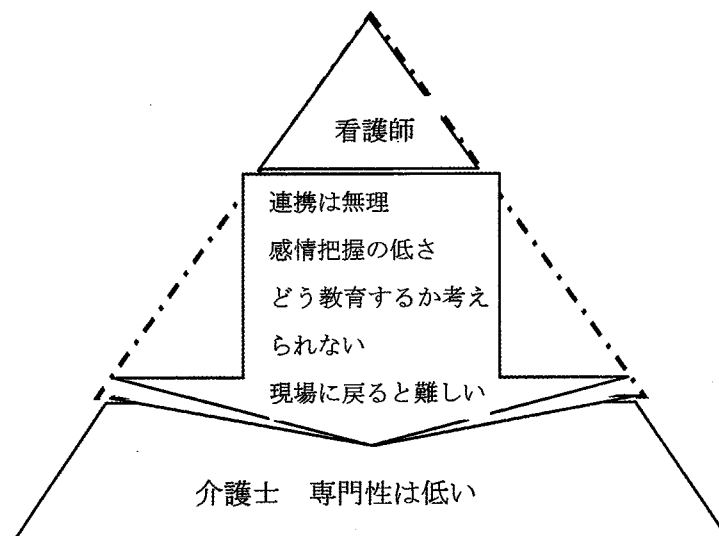 看護師
連携は無理
感情把握の低さ
どう教育するか考え
られない
現場に戻ると難しい
介護士　専門性は低い